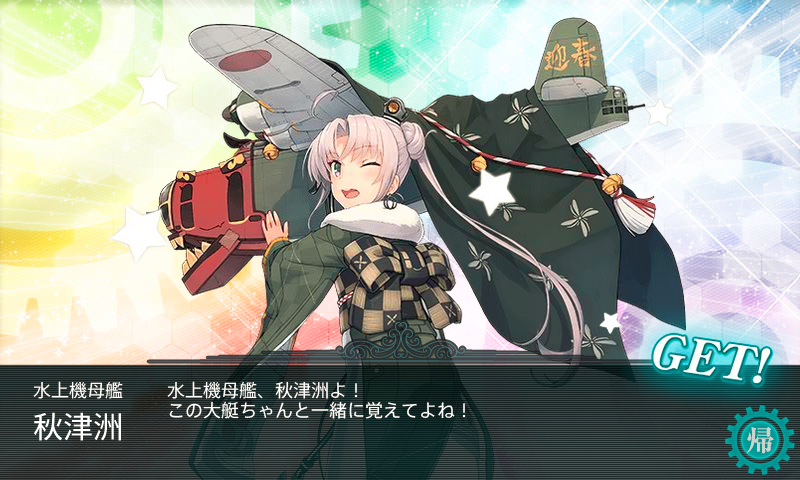 迎春
GET!
水上機母艦
秋津洲
水上機母艦、秋津洲よ！
この大艇ちゃんと一緒に覚えてよね！
帰